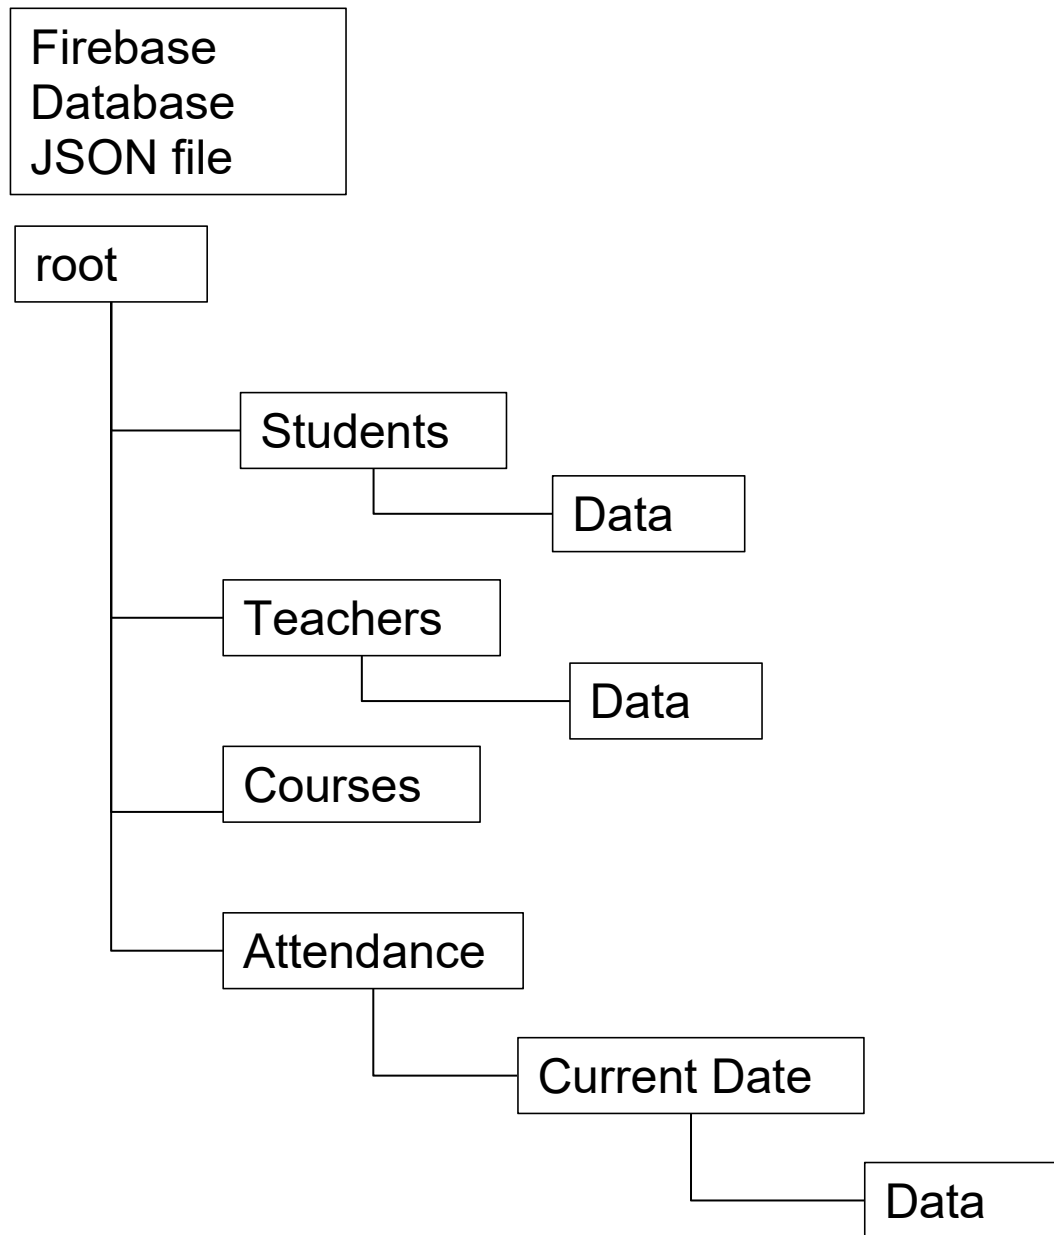 Firebase
Database
JSON file
root
Students
Data
Teachers
Data
Courses
Attendance
Current Date
Data